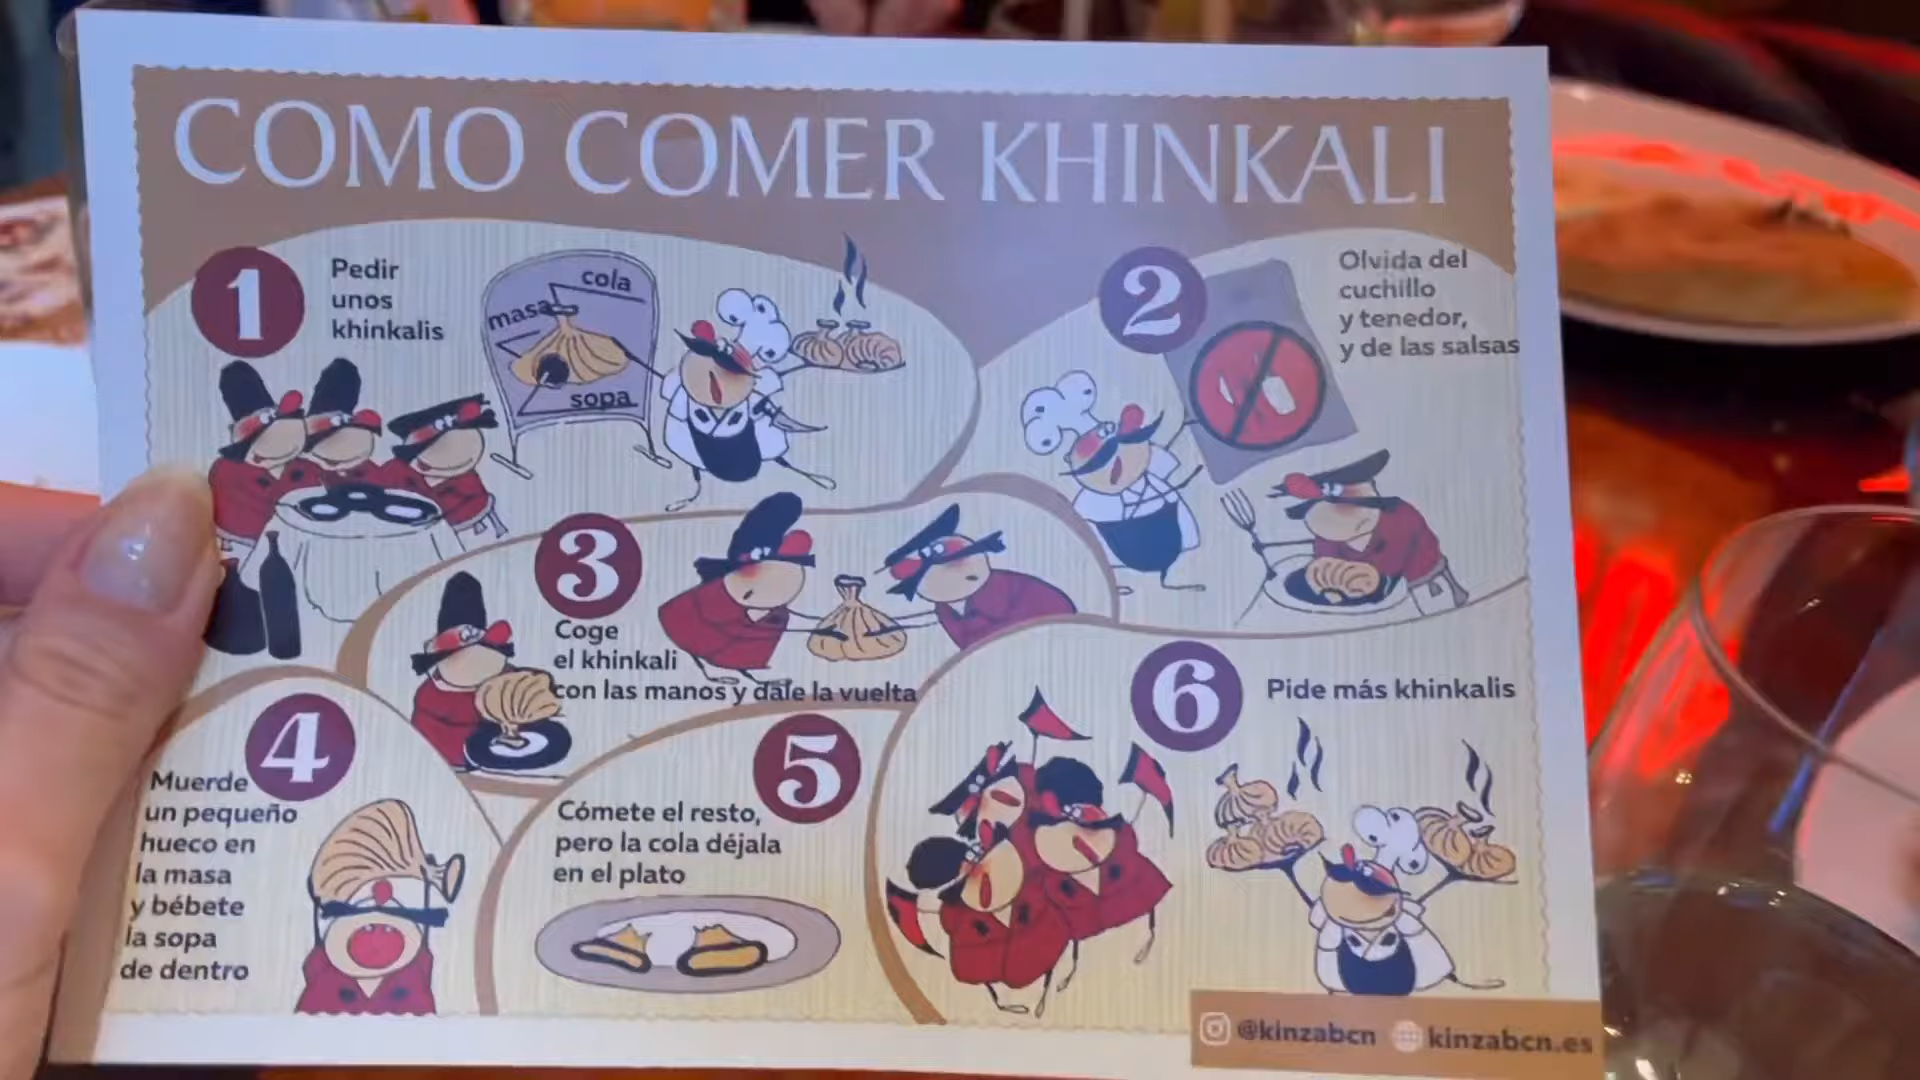 COMO COMER KHINKALI
1
Pedir
unos
khinkalis
cola
masa
sopa
2
Olvida del
cuchillo
y tenedor,
y de las salsas
3
Coge
el khinkali
con las manos y dale la vuelta
4
Muerde
un pequeño
hueco en
la masa
y bébete
la sopa
de dentro
5
Cómete el resto,
pero la cola déjala
en el plato
6
Pide más khinkalis
@kinzabcn kinzabcn.es